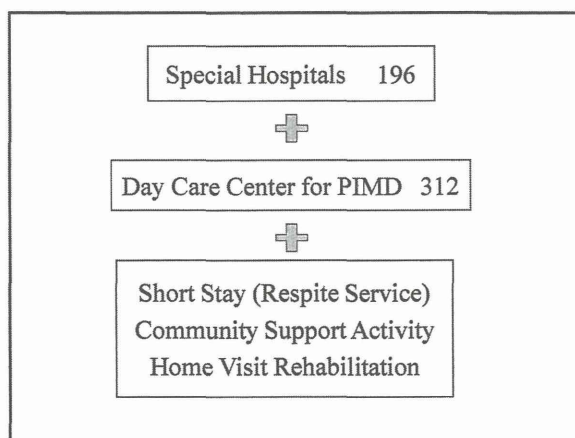 Special Hospitals 196
Day Care Center for PIMD 312
Short Stay (Respite Service)
Community Support Activity
Home Visit Rehabilitation